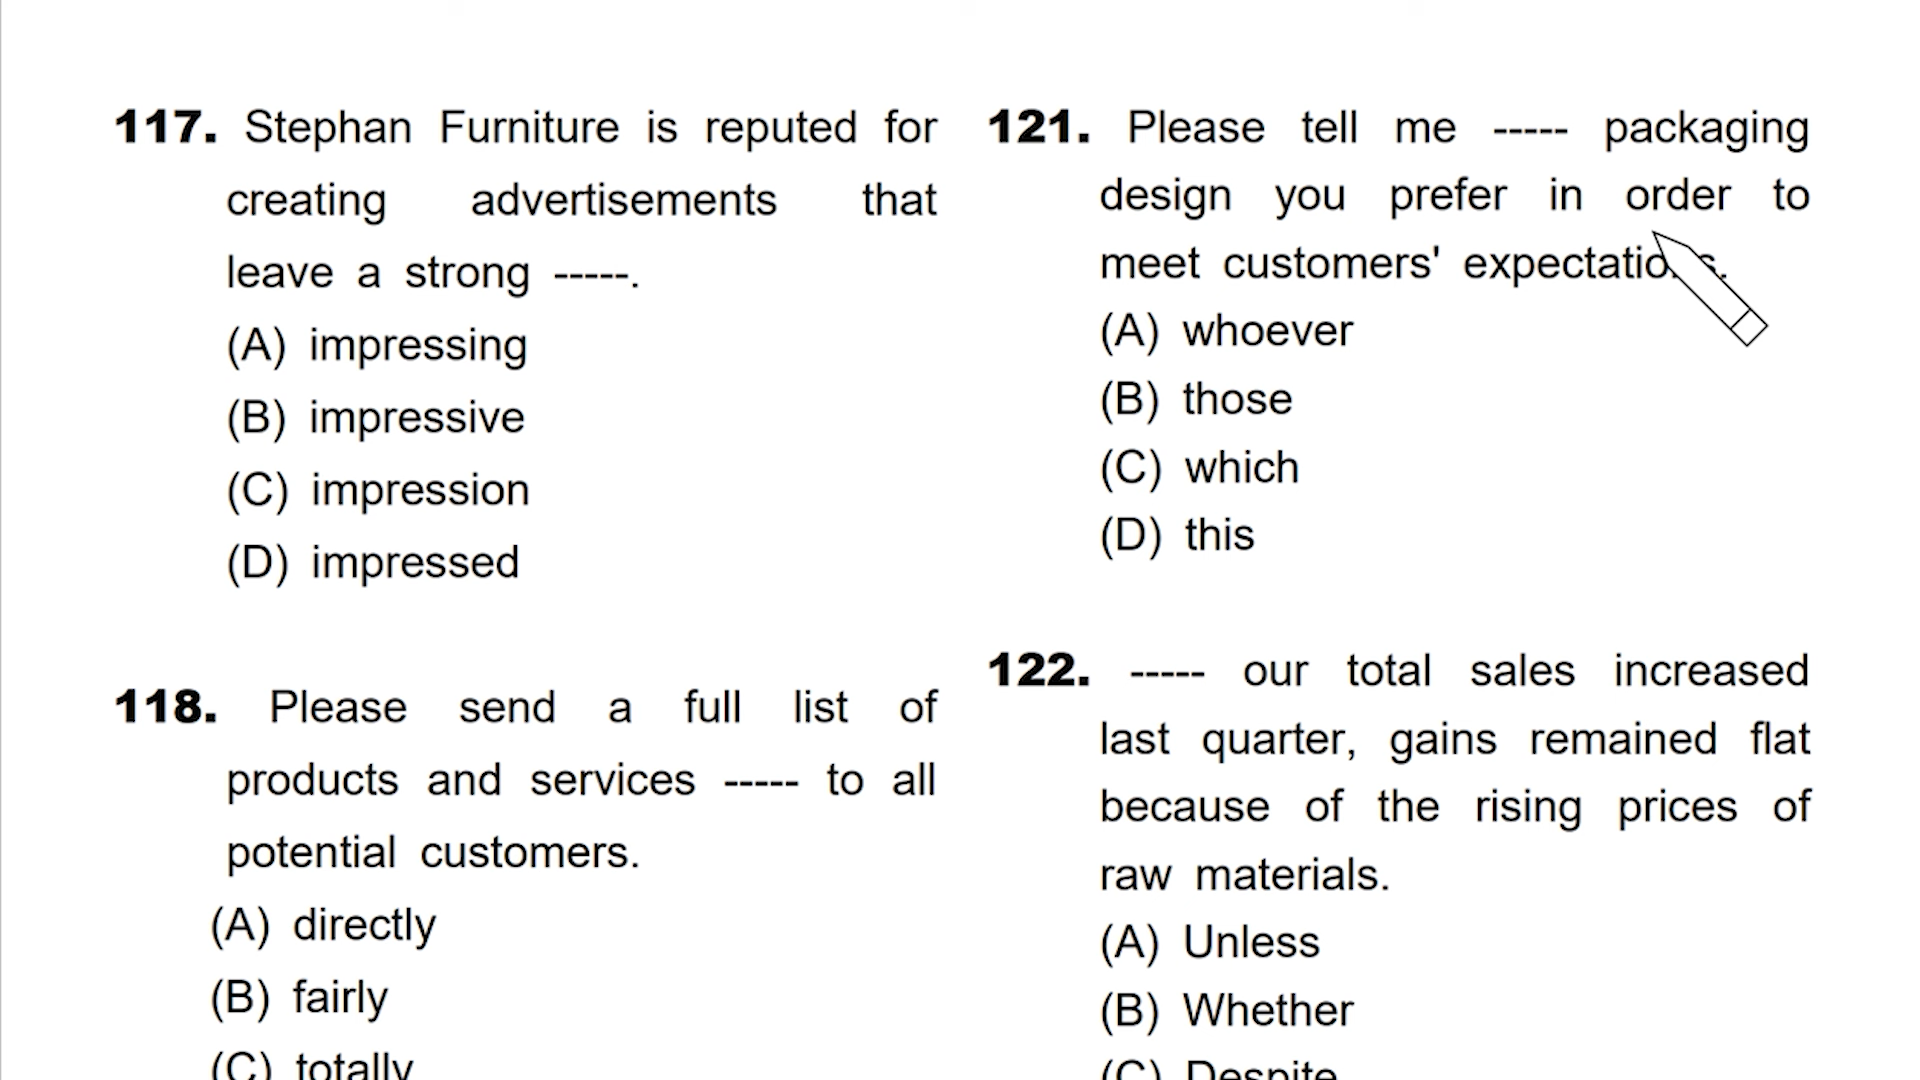 117. Stephan Furniture is reputed for
creating advertisements that
leave a strong -----.
(A) impressing
(B) impressive
(C) impression
(D) impressed
118. Please send a full list of
products and services ----- to all
potential customers.
(A) directly
(B) fairly
(C) totally
121. Please tell me ----- packaging
design you prefer in order to
meet customers' expectations.
(A) whoever
(B) those
(C) which
(D) this
122. ----- our total sales increased
last quarter, gains remained flat
because of the rising prices of
raw materials.
(A) Unless
(B) Whether
(C) Despite